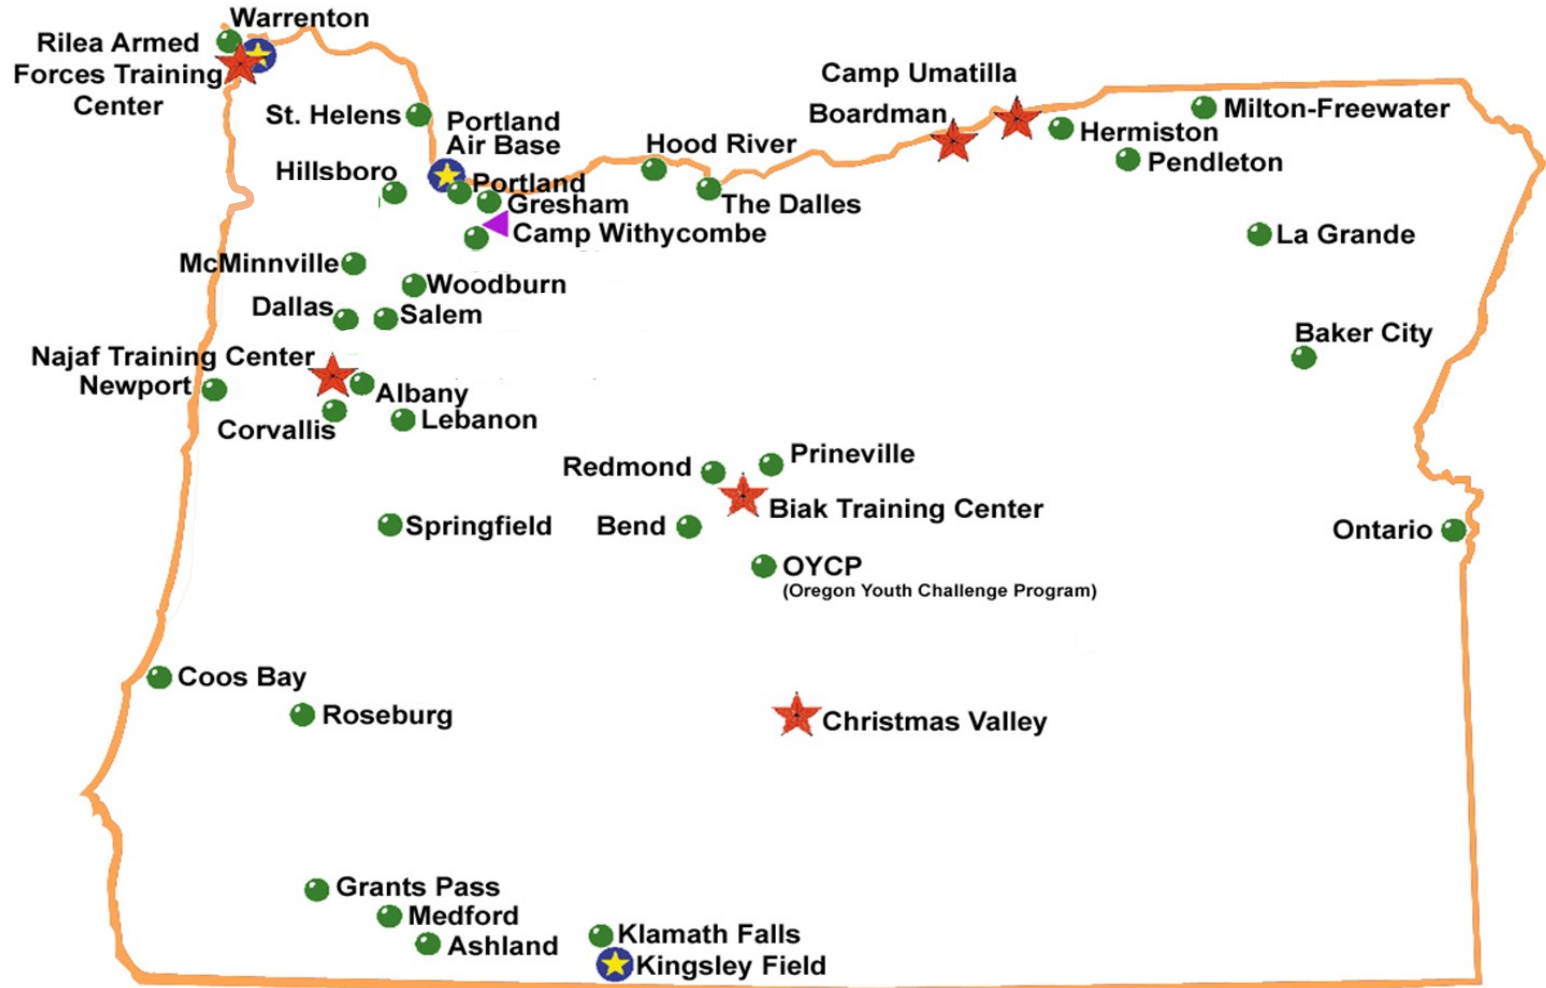 Warrenton
Rilea Armed
Forces Training
Center
Camp Umatilla
St. Helens
Portland
Air Base
Boardman
Milton-Freewater
Hermiston
Hood River
Pendleton
Hillsboro
Portland
Gresham
The Dalles
Camp Withycombe
La Grande
McMinnville
Woodburn
Dallas
Salem
Baker City
Najaf Training Center
Newport
Albany
Corvallis
Lebanon
Redmond
Prineville
Biak Training Center
Springfield
Bend
Ontario
OYCP
(Oregon Youth Challenge Program)
Coos Bay
Roseburg
Christmas Valley
Grants Pass
Medford
Ashland
Klamath Falls
Kingsley Field